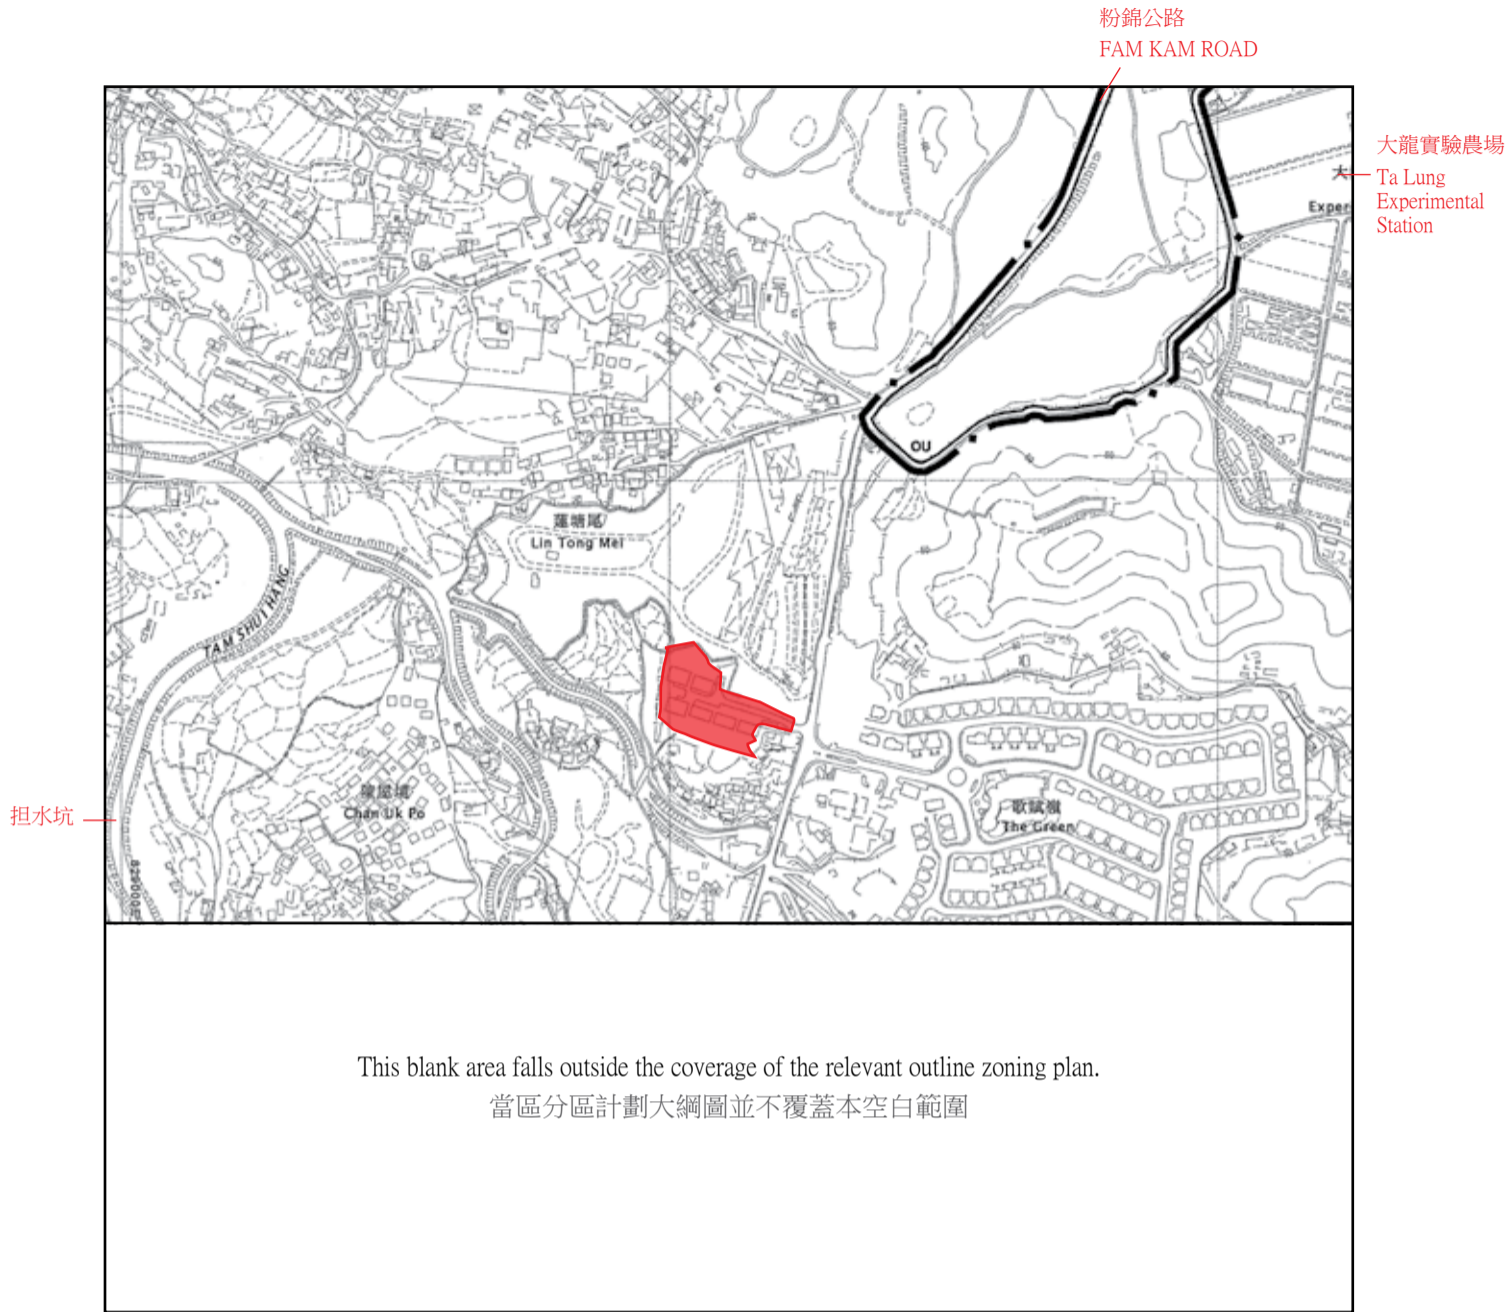 粉錦公路
FAM KAM ROAD
大龍實驗農場
Ta Lung
Experimental
Station
大
Exper
OU
蓮塘尾
Lin Tong Mei
TAM SHUI HANG
Chan Uk Po
担水坑
歌賦嶺
The Green
This blank area falls outside the coverage of the relevant outline zoning plan.
當區分區計劃大綱圖並不覆蓋本空白範圍